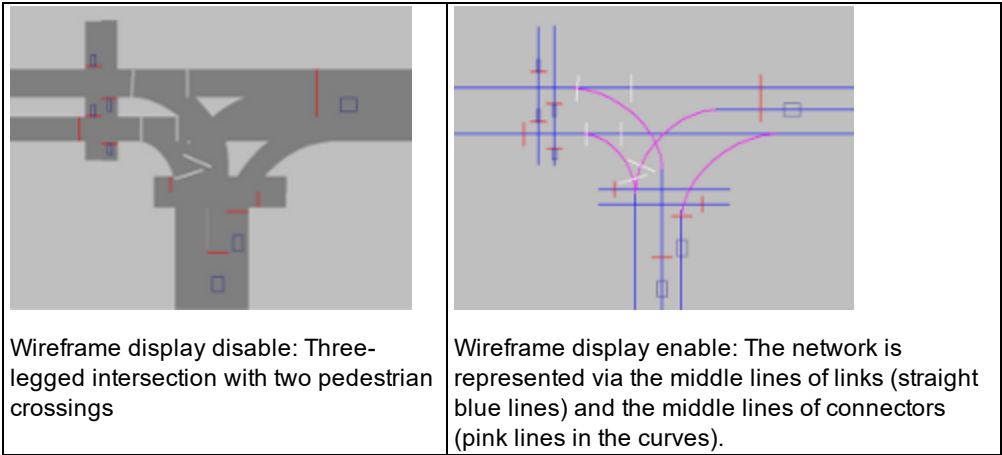 Wireframe display disable: Three-
legged intersection with two pedestrian
crossings
Wireframe display enable: The network is
represented via the middle lines of links (straight
blue lines) and the middle lines of connectors
(pink lines in the curves).